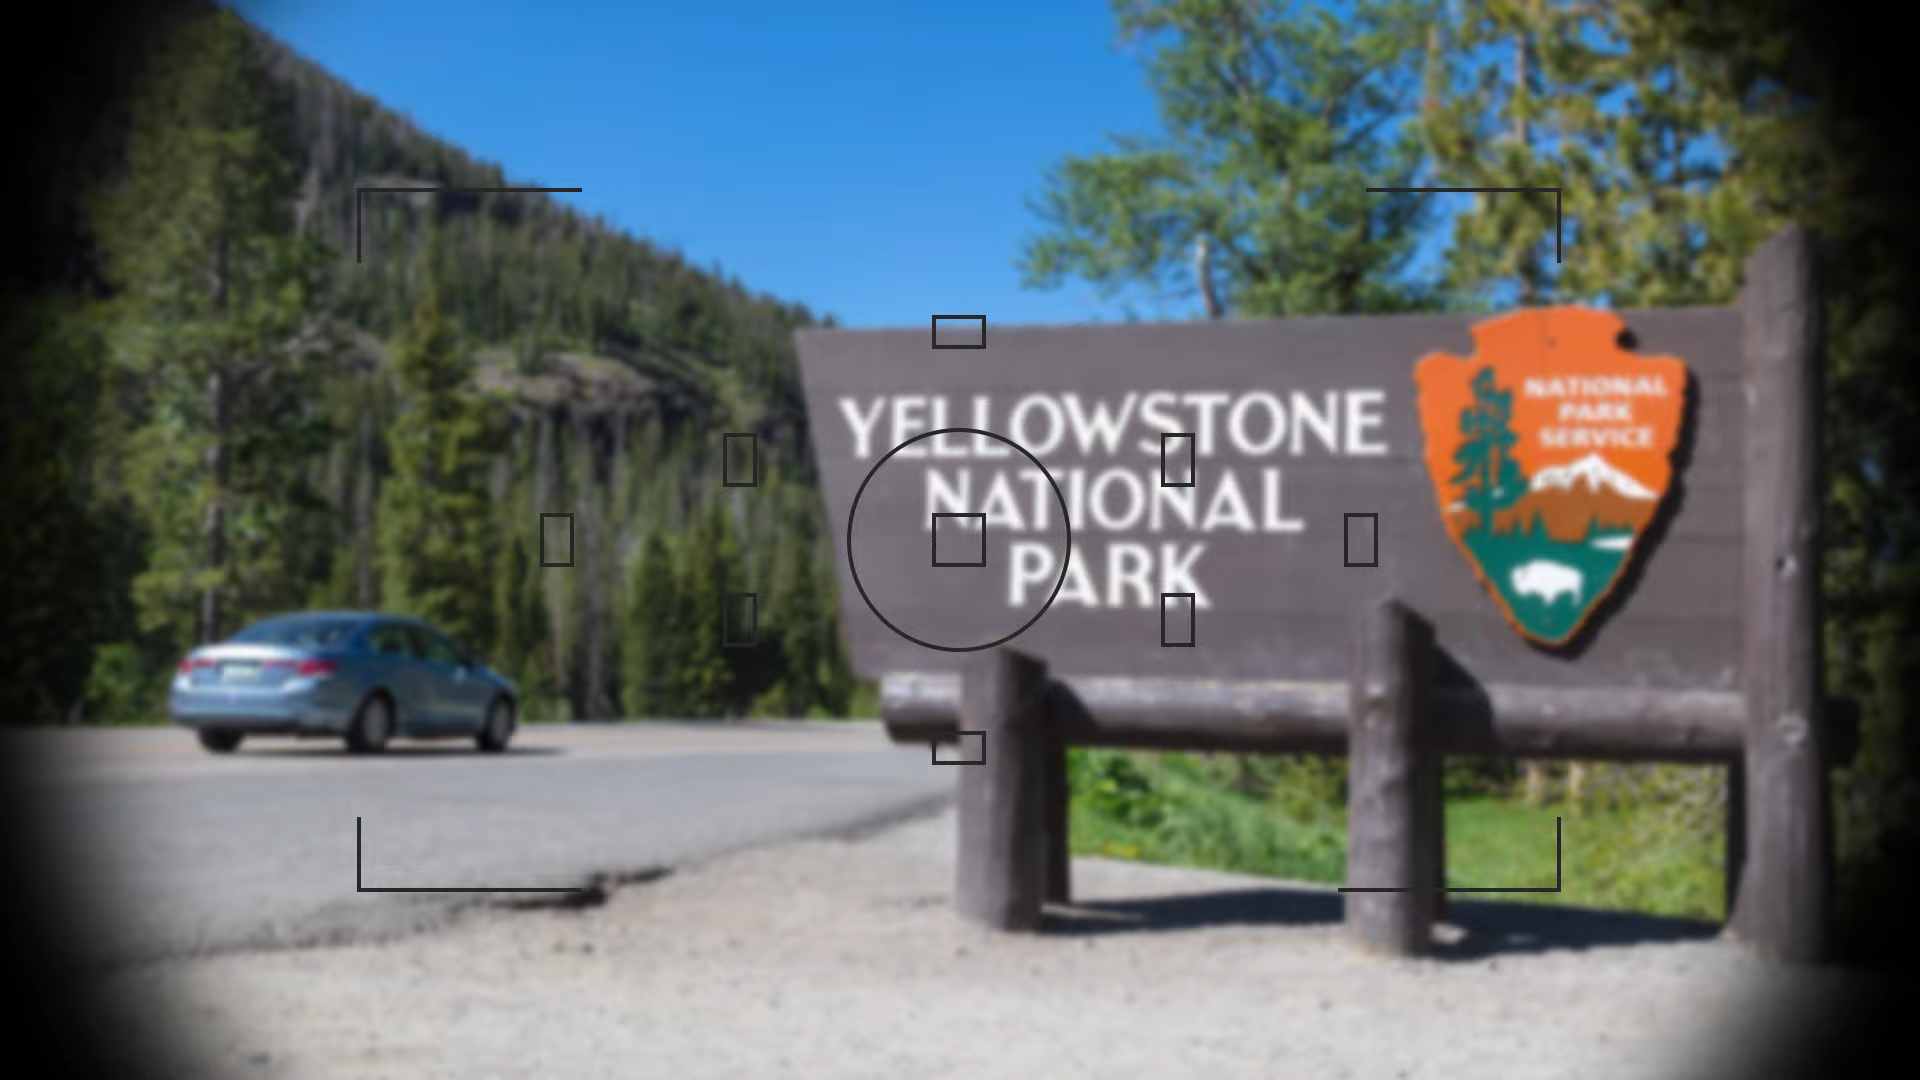 YELLOWSTONE
NATIONAL
PARK
NATIONAL
PARK
SERVICE